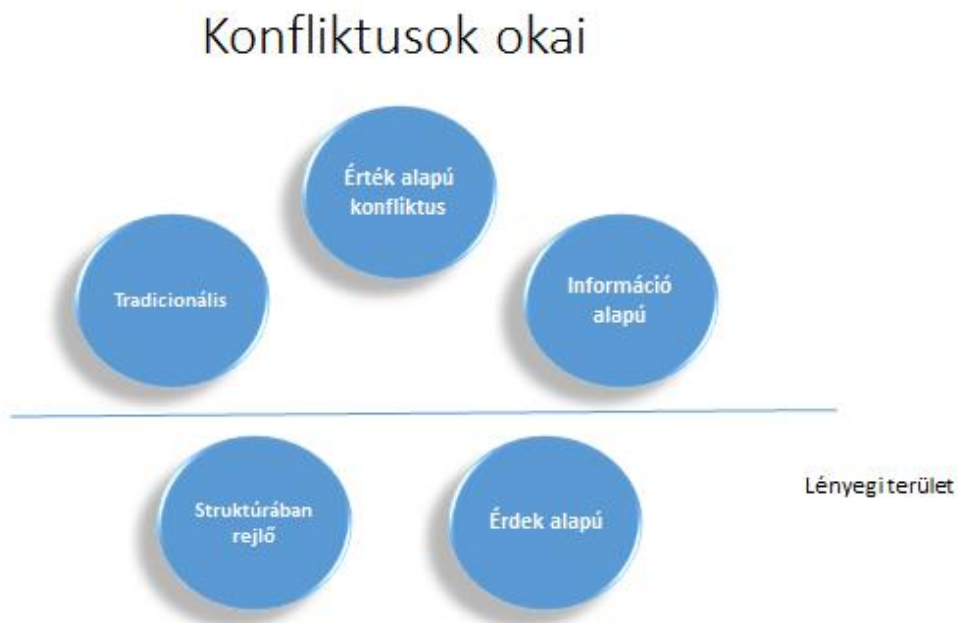 Konfliktusok okai
Érték alapú
konfliktus
Tradicionális
Információ
alapú
Struktúrában
rejlő
Érdek alapú
Lényegi terület